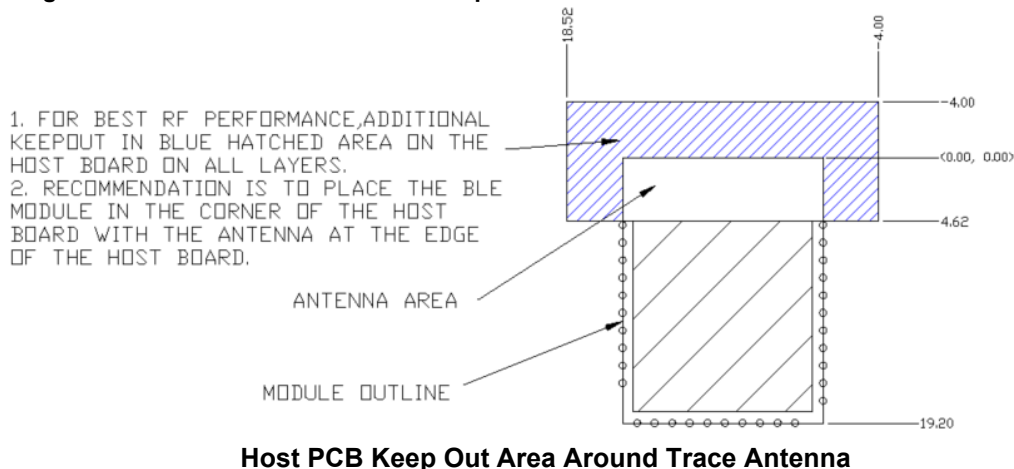 18.52
-4.00
-4.00
1. FOR BEST RF PERFORMANCE,ADDITIONAL
KEEPOUT IN BLUE HATCHED AREA ON THE
HOST BOARD ON ALL LAYERS.
(0.00, 0.00)
2. RECOMMENDATION IS TO PLACE THE BLE
MODULE IN THE CORNER OF THE HOST
BOARD WITH THE ANTENNA AT THE EDGE
OF THE HOST BOARD.
4.62
ANTENNA AREA
MODULE OUTLINE
19.20
Host PCB Keep Out Area Around Trace Antenna